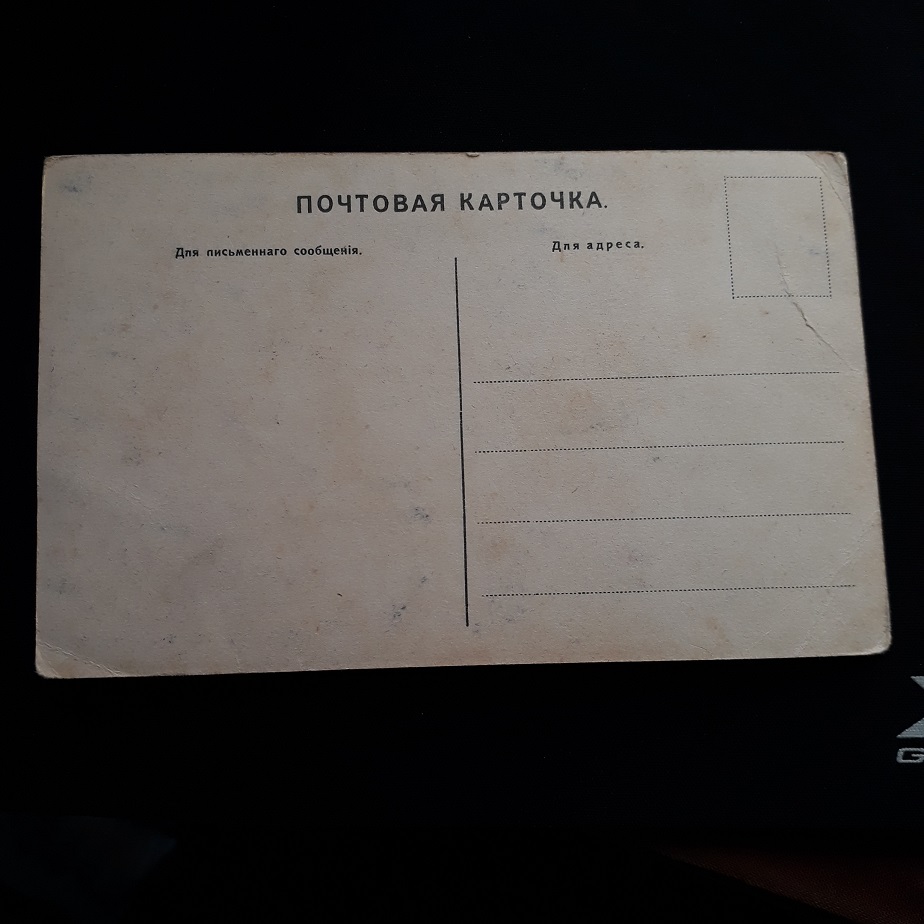 ПОЧТОВАЯ КАРТОЧКА.
Для письменнаго сообщенія.
Для адреса.